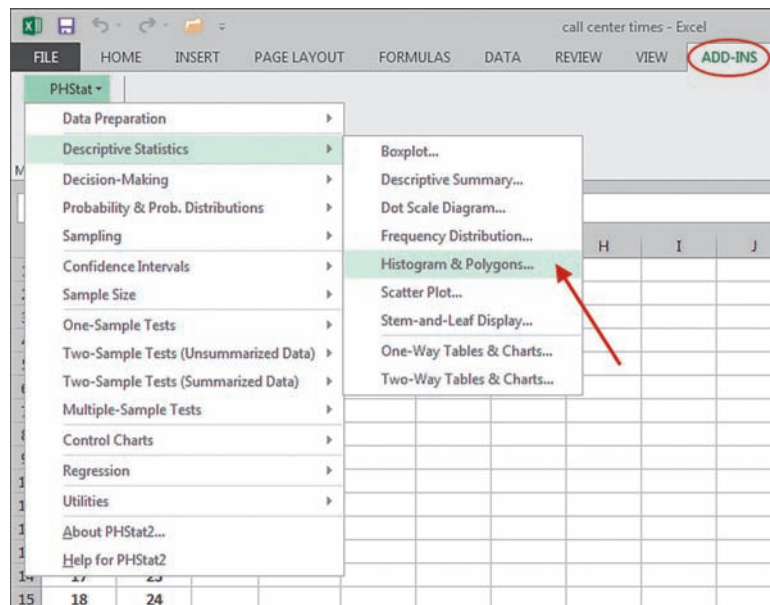 call center times - Excel
FILE HOME INSERT PAGE LAYOUT FORMULAS DATA REVIEW VIEW ADD-INS
PHStat
Data Preparation
Descriptive Statistics
Decision-Making
Probability & Prob. Distributions
Sampling
Confidence Intervals
Sample Size
One-Sample Tests
Two-Sample Tests (Unsummarized Data)
Two-Sample Tests (Summarized Data)
Multiple-Sample Tests
Control Charts
Regression
Utilities
About PHStat2...
Help for PHStat2
Boxplot...
Descriptive Summary...
Dot Scale Diagram...
Frequency Distribution...
Histogram & Polygons...
Scatter Plot...
Stem-and-Leaf Display...
One-Way Tables & Charts...
Two-Way Tables & Charts...
H I J
15 18 24